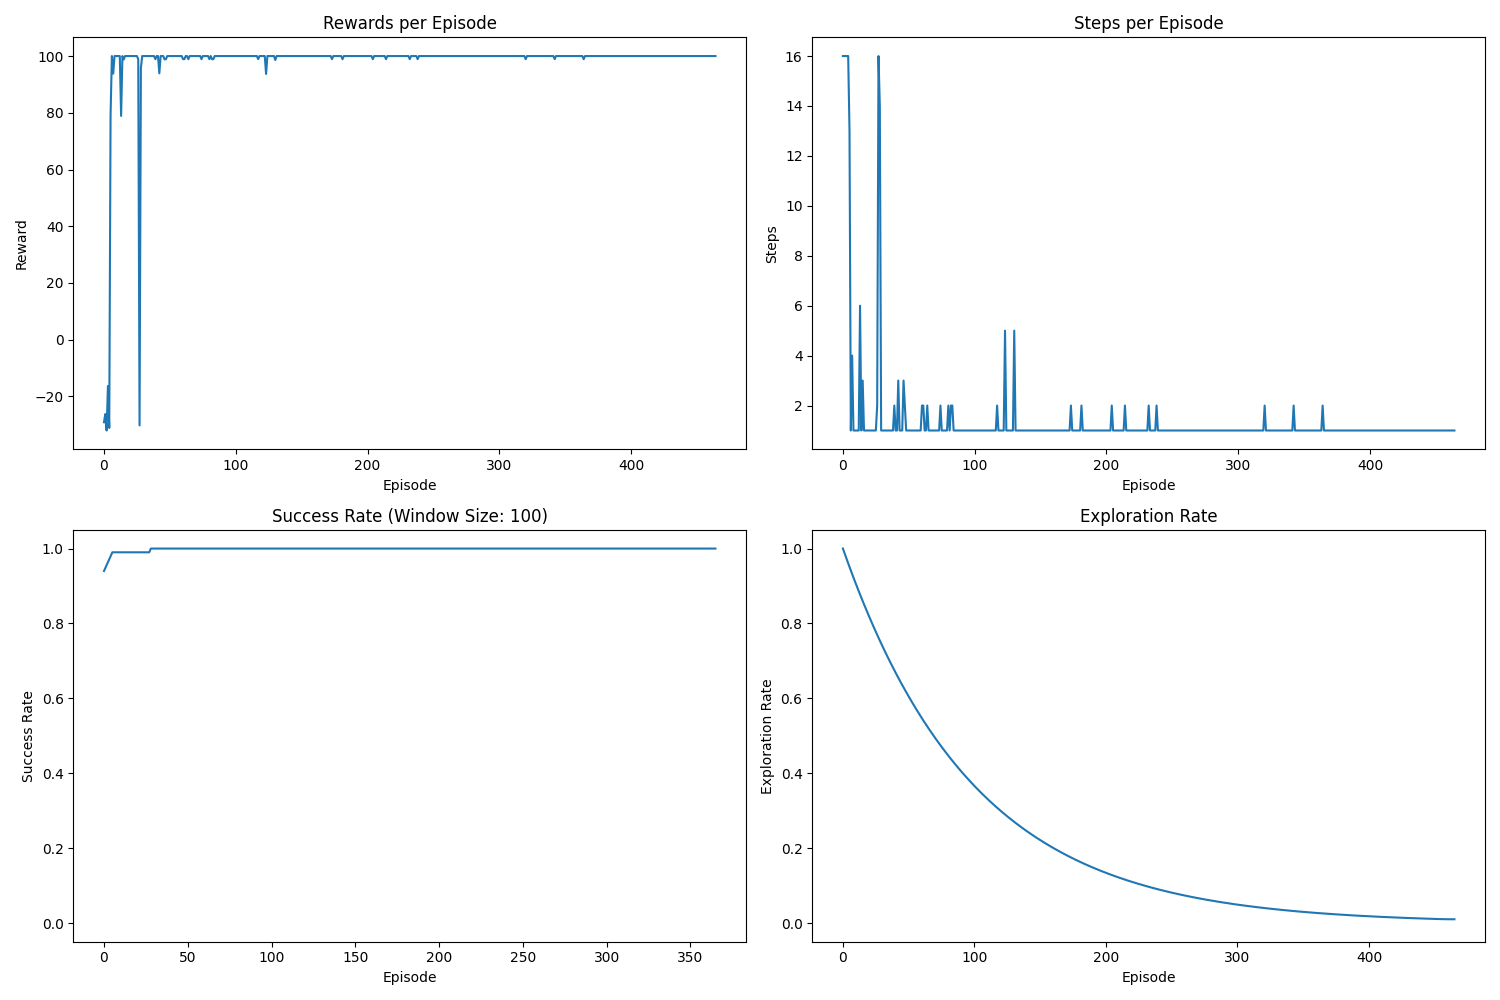 Rewards per Episode
100
80
60
40
20
0
−20
Reward
0 100 200 300 400
Episode
Steps per Episode
16
14
12
10
8
6
4
2
Steps
0 100 200 300 400
Episode
Success Rate (Window Size: 100)
1.0
0.8
0.6
0.4
0.2
0.0
Success Rate
0 50 100 150 200 250 300 350
Episode
Exploration Rate
1.0
0.8
0.6
0.4
0.2
0.0
Exploration Rate
0 100 200 300 400
Episode